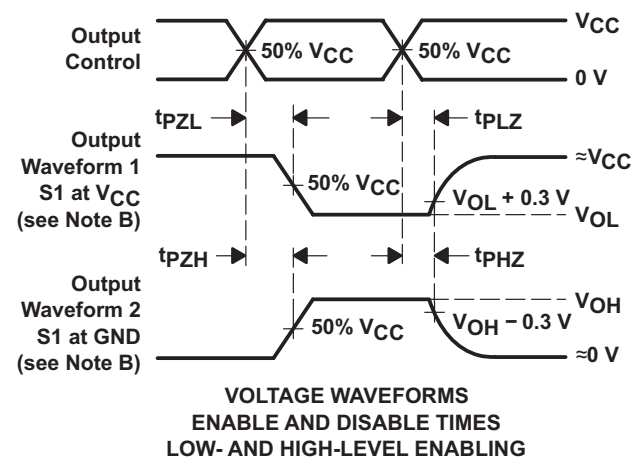 Output
Control
50% VCC
50% VCC
VCC
0 V
tPZL
tPLZ
Output
Waveform 1
S1 at VCC
(see Note B)
50% VCC
≈VCC
VOL + 0.3 V
VOL
tPZH
tPHZ
Output
Waveform 2
S1 at GND
(see Note B)
50% VCC
VOH
VOH − 0.3 V
≈0 V
VOLTAGE WAVEFORMS
ENABLE AND DISABLE TIMES
LOW- AND HIGH-LEVEL ENABLING